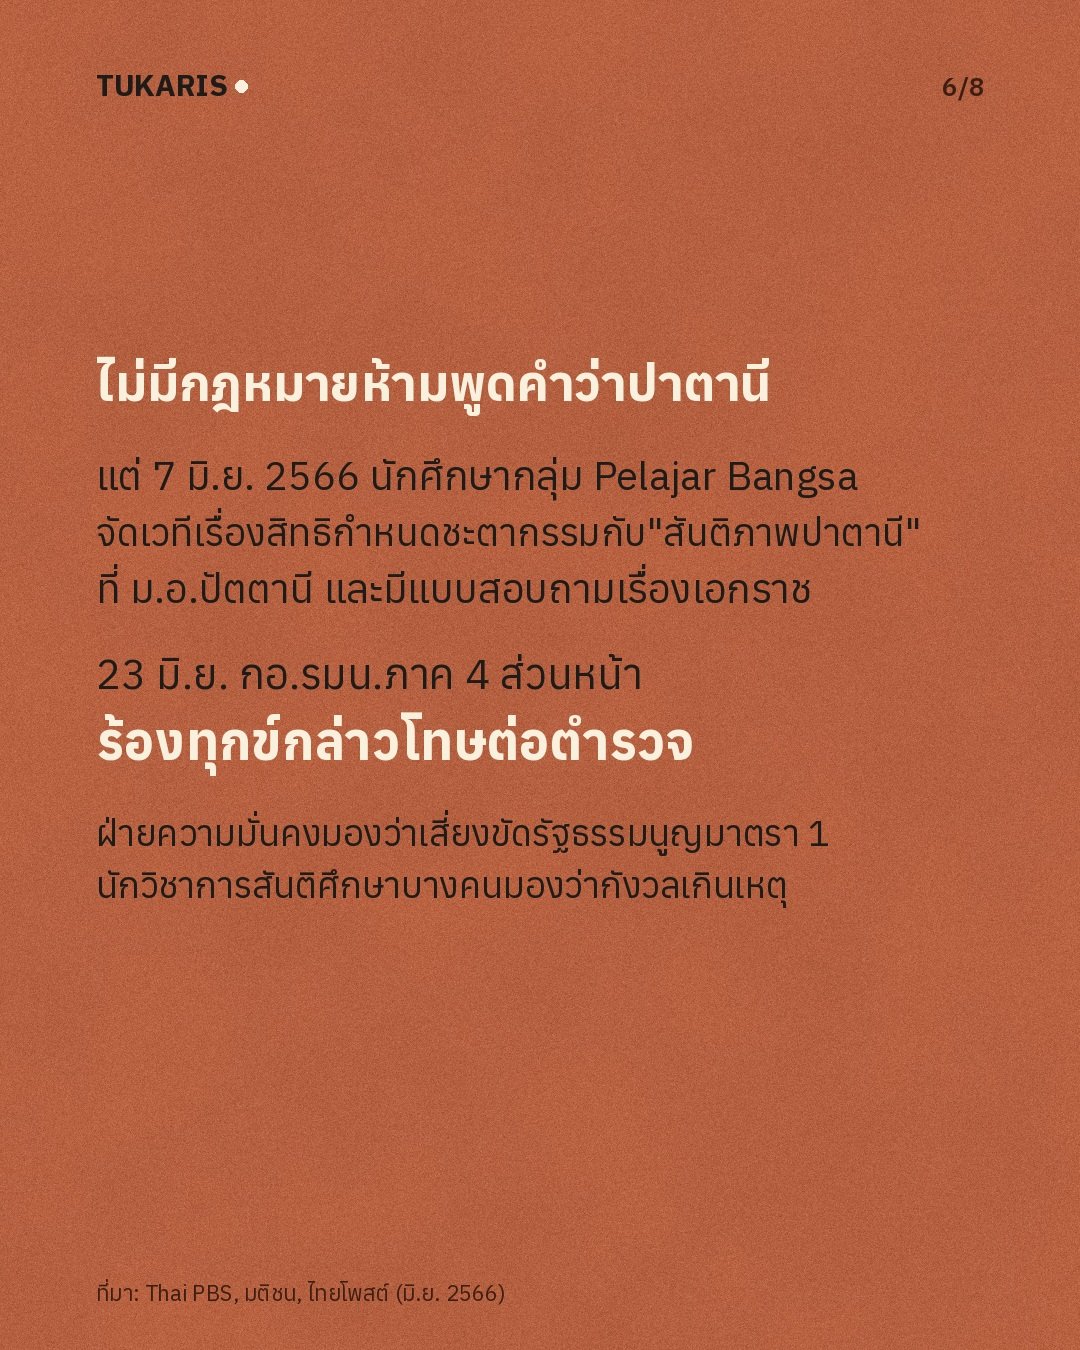 TUKARIS
6/8
ไม่มีกฎหมายห้ามพูดคำว่าปาตานี
แต่ 7 มิ.ย. 2566 นักศึกษากลุ่ม Pelajar Bangsa
จัดเวทีเรื่องสิทธิกำหนดชะตากรรมกับ"สันติภาพปาตานี"
ที่ ม.อ.ปัตตานี และมีแบบสอบถามเรื่องเอกราช
23 มิ.ย. กอ.รมน.ภาค 4 ส่วนหน้า
ร้องทุกข์กล่าวโทษต่อตำรวจ
ฝ่ายความมั่นคงมองว่าเสี่ยงขัดรัฐธรรมนูญมาตรา 1
นักวิชาการสันติศึกษาบางคนมองว่ากังวลเกินเหตุ
ที่มา: Thai PBS, มติชน, ไทยโพสต์ (มิ.ย. 2566)